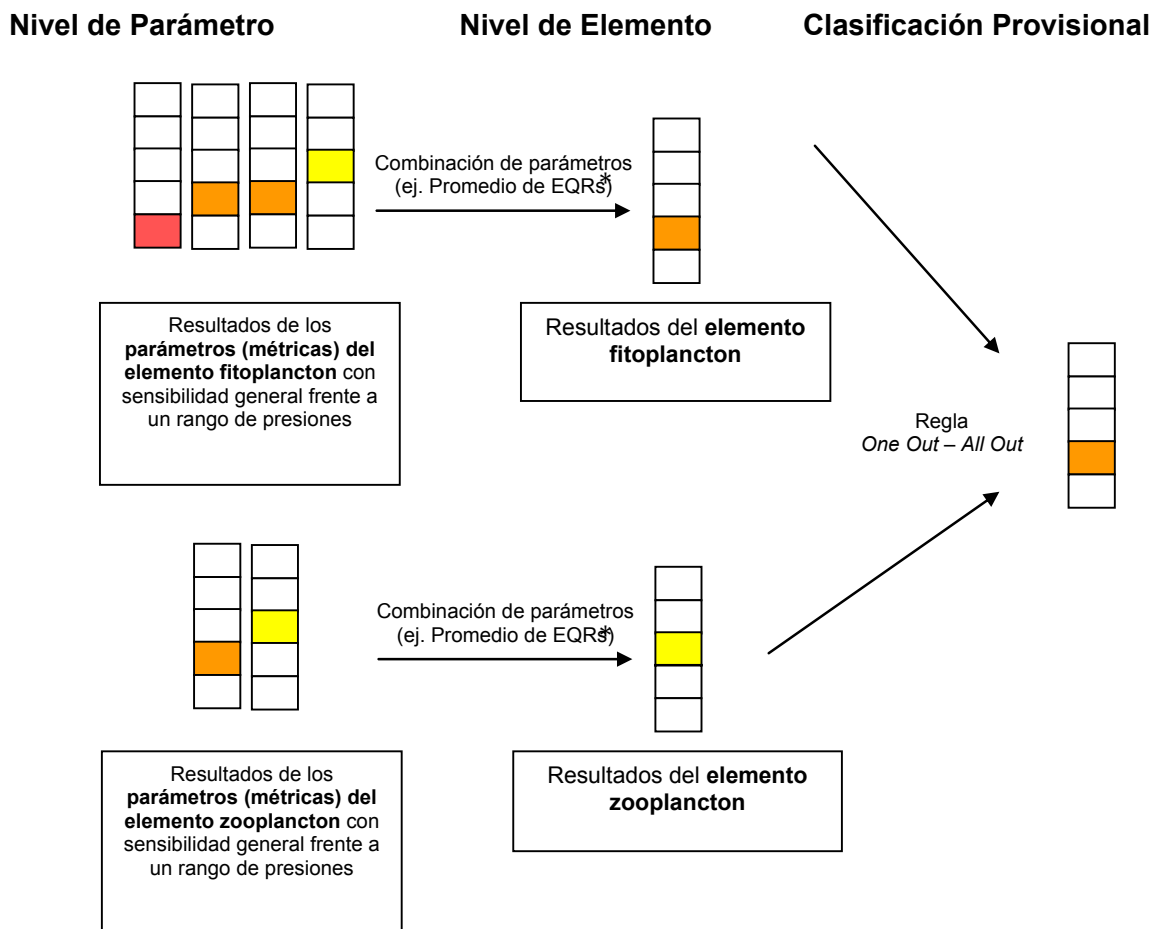 Nivel de Parámetro
Nivel de Elemento
Clasificación Provisional
Combinación de parámetros
(ej. Promedio de EQRs*)
Resultados de los
parámetros (métricas) del
elemento fitoplancton con
sensibilidad general frente a
un rango de presiones
Resultados del elemento
fitoplancton
Regla
One Out – All Out
Combinación de parámetros
(ej. Promedio de EQRs*)
Resultados de los
parámetros (métricas) del
elemento zooplancton con
sensibilidad general frente a
un rango de presiones
Resultados del elemento
zooplancton